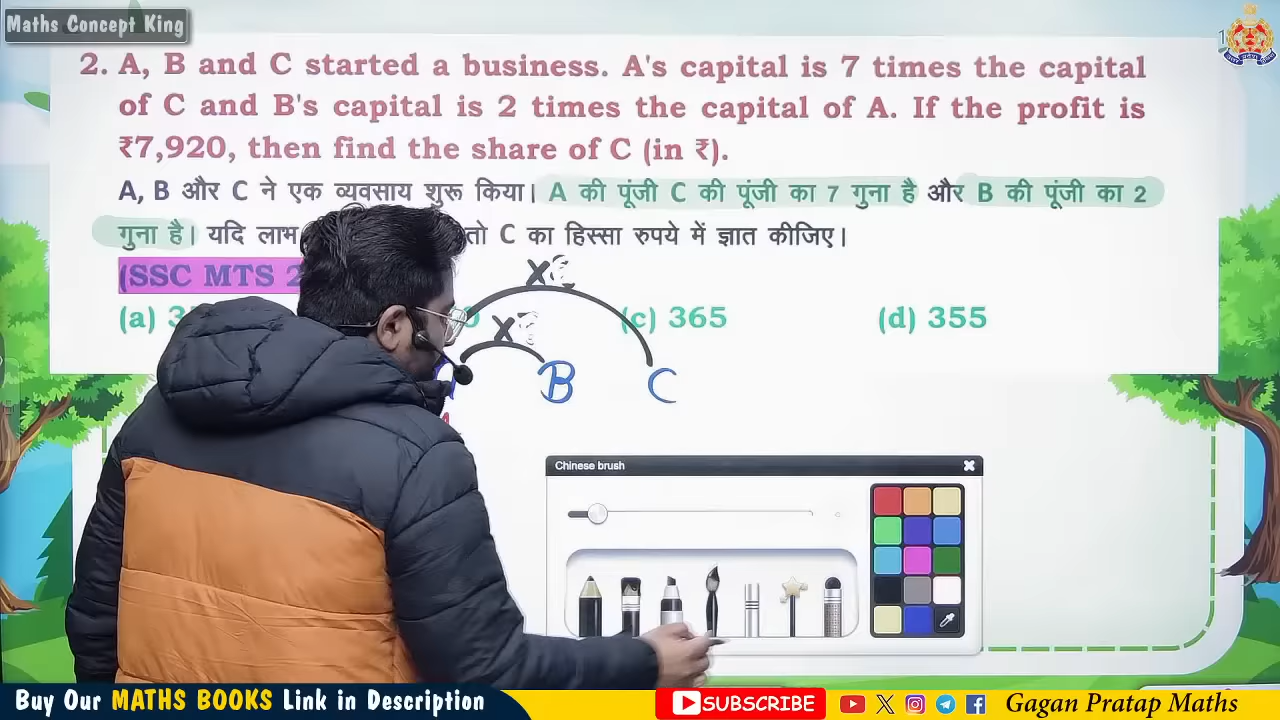 Maths Concept King
2. A, B and C started a business. A's capital is 7 times the capital
of C and B's capital is 2 times the capital of A. If the profit is
₹7,920, then find the share of C (in ₹).
A, B और C ने एक व्यवसाय शुरू किया। A की पूंजी C की पूंजी का 7 गुना है और B की पूंजी का 2
गुना है। यदि लाभ तो C का हिस्सा रुपये में ज्ञात कीजिए।
(SSC MTS
(a) (c) 365 (d) 355
B C
Chinese brush
Buy Our MATHS BOOKS Link in Description SUBSCRIBE Gagan Pratap Maths